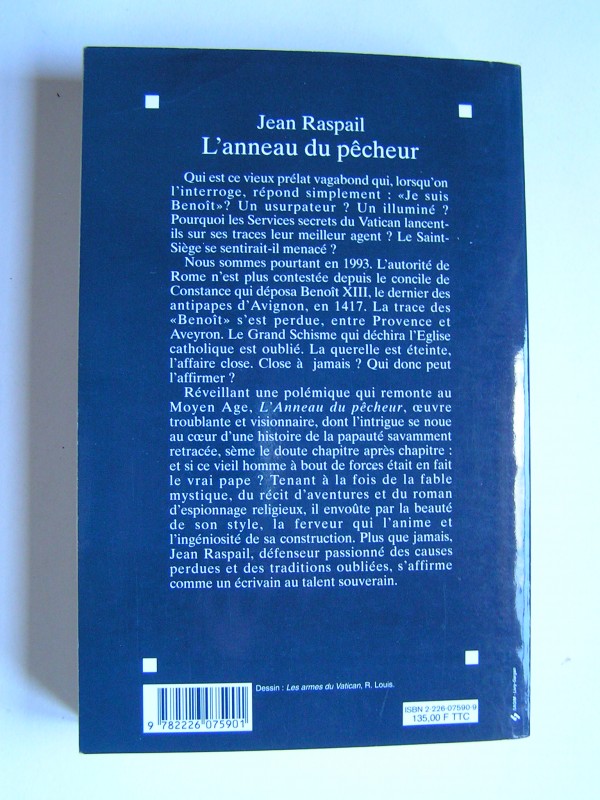 Jean Raspail
L'anneau du pêcheur
Qui est ce vieux prélat vagabond qui, lorsqu'on
l'interroge, répond simplement : «Je suis
Benoît»? Un usurpateur ? Un illuminé ?
Pourquoi les Services secrets du Vatican lancent-
ils sur ses traces leur meilleur agent ? Le Saint-
Siège se sentirait-il menacé ?
Nous sommes pourtant en 1993. L'autorité de
Rome n'est plus contestée depuis le concile de
Constance qui déposa Benoît XIII, le dernier des
antipapes d'Avignon, en 1417. La trace des
«Benoît» s'est perdue, entre Provence et
Aveyron. Le Grand Schisme qui déchira l'Eglise
catholique est oublié. La querelle est éteinte,
l'affaire close. Close à jamais ? Qui donc peut
l'affirmer ?
Réveillant une polémique qui remonte au
Moyen Age, L'Anneau du pêcheur, œuvre
troublante et visionnaire, dont l'intrigue se noue
au cœur d'une histoire de la papauté savamment
retracée, sème le doute chapitre après chapitre :
et si ce vieil homme à bout de forces était en fait
le vrai pape ? Tenant à la fois de la fable
mystique, du récit d'aventures et du roman
d'espionnage religieux, il envoûte par la beauté
de son style, la ferveur qui l'anime et
l'ingéniosité de sa construction. Plus que jamais,
Jean Raspail, défenseur passionné des causes
perdues et des traditions oubliées, s'affirme
comme un écrivain au talent souverain.
Dessin : Les armes du Vatican, R. Louis.
9 782226 075901
ISBN 2-226-07590-9
135,00 F TTC